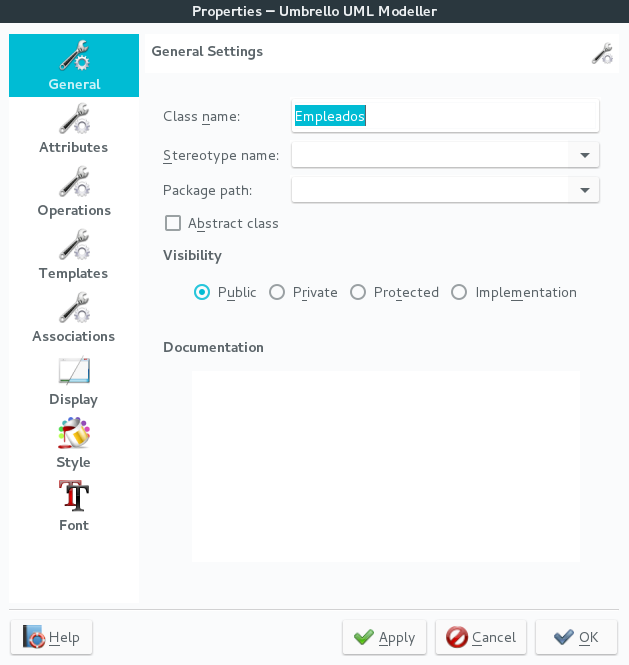 Properties – Umbrello UML Modeller
General
Attributes
Operations
Templates
Associations
Display
Style
Font
General Settings
Class name: Empleados
Stereotype name:
Package path:
Abstract class
Visibility
Public Private Protected Implementation
Documentation
Help Apply Cancel OK